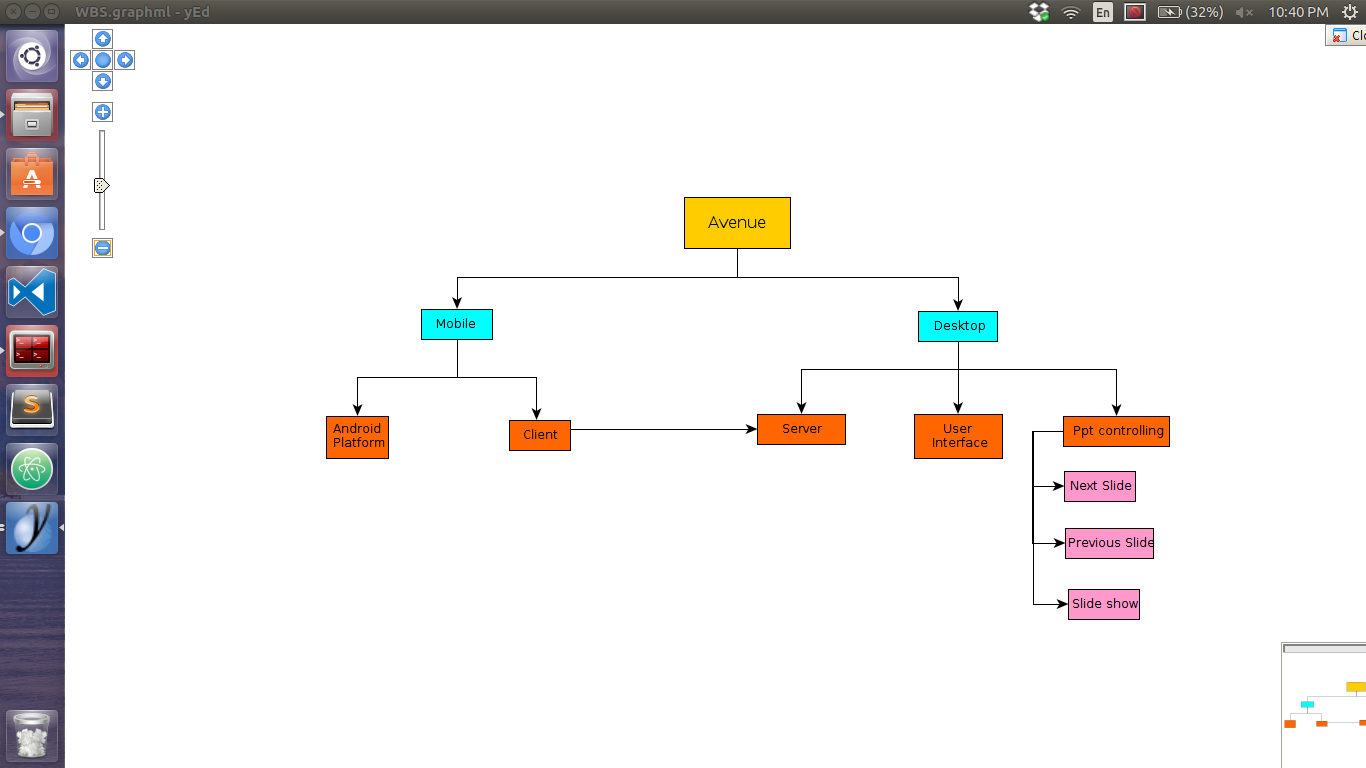 WBS.graphml - yEd
En
(32%)
10:40 PM
Avenue
Mobile
Desktop
Android
Platform
Client
Server
User
Interface
Ppt controlling
Next Slide
Previous Slide
Slide show